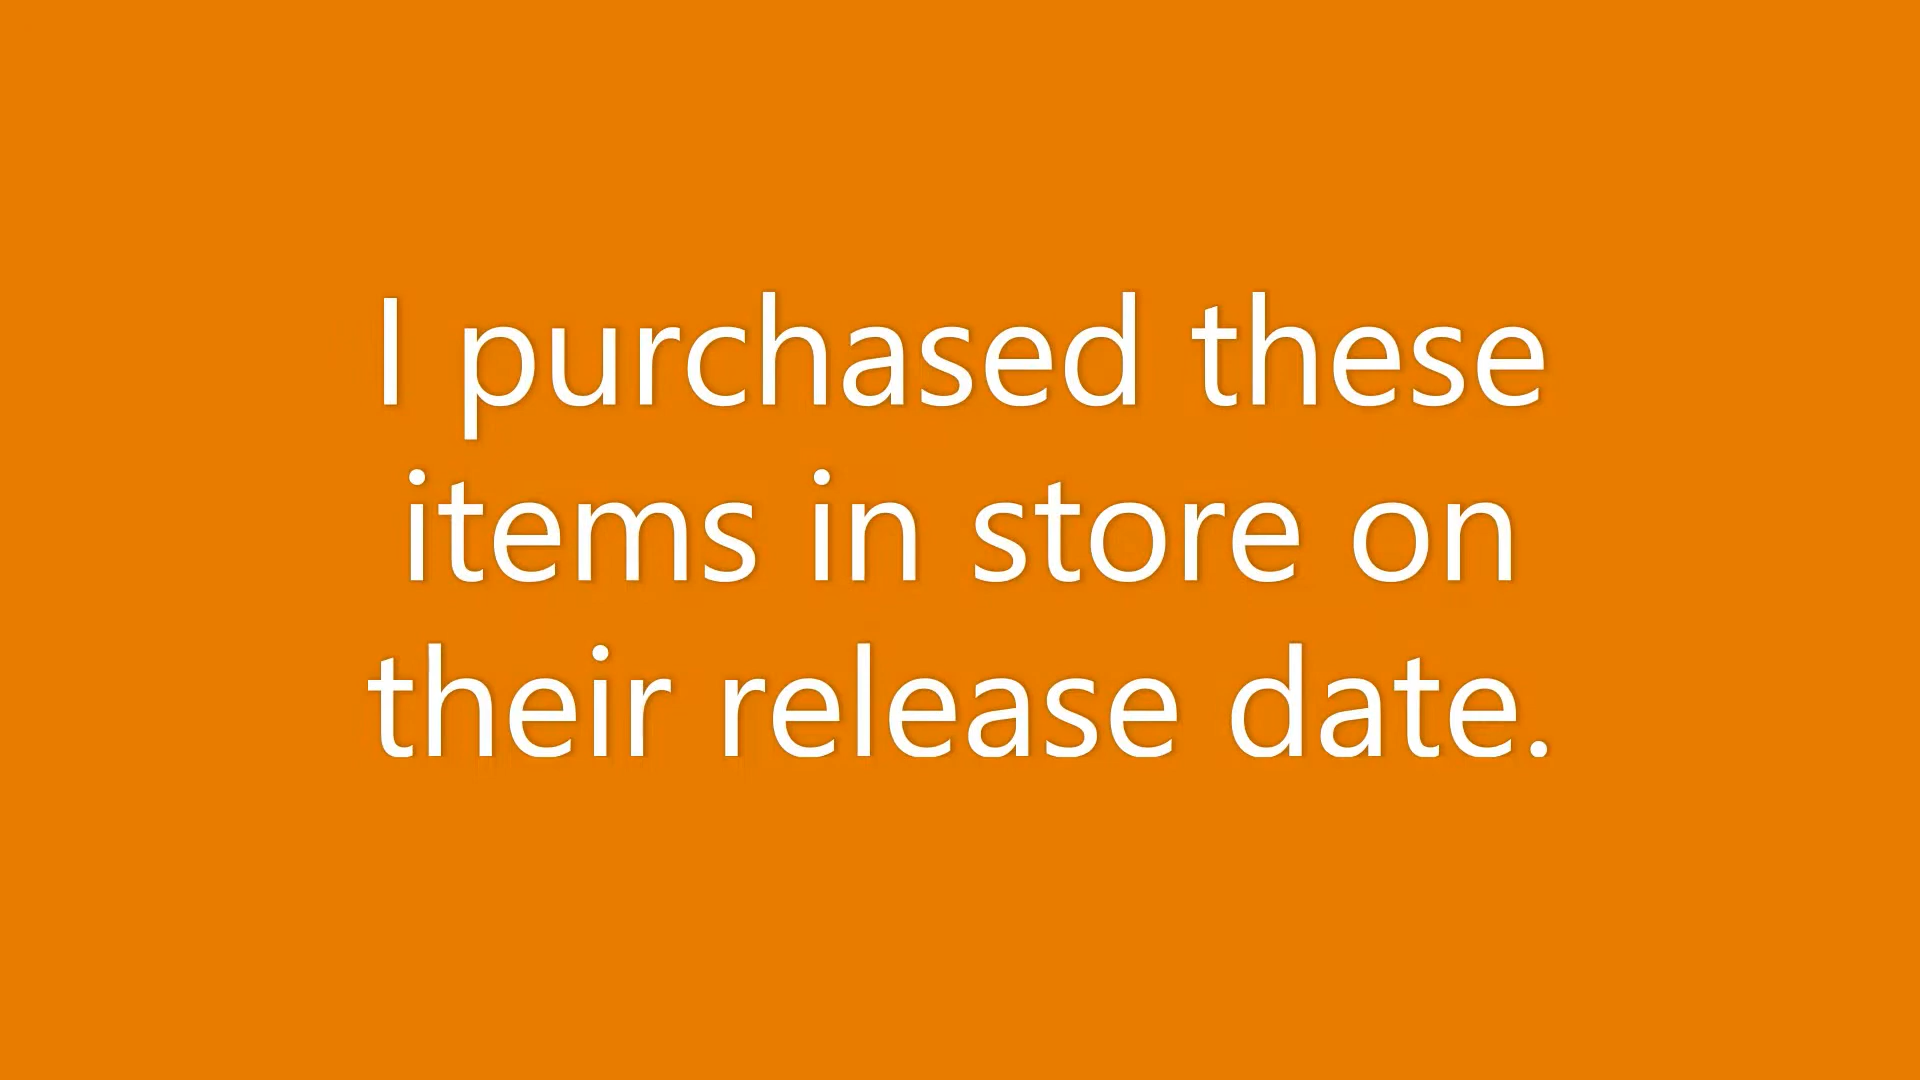 I purchased these
items in store on
their release date.